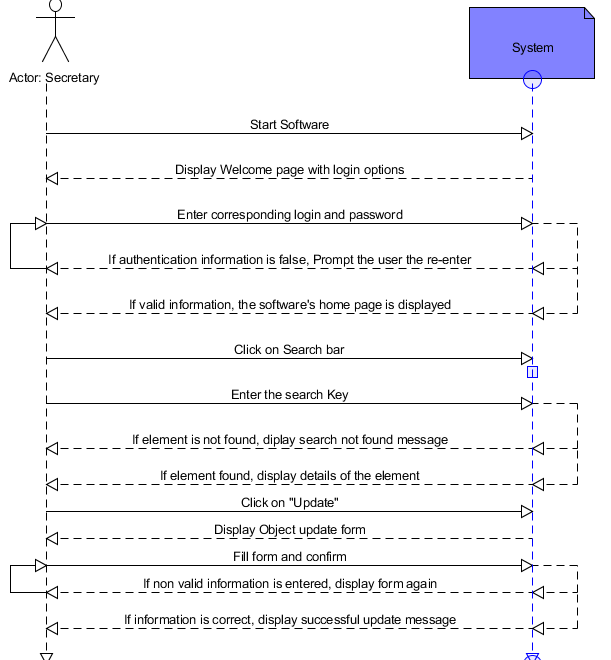 System
Actor: Secretary
Start Software
Display Welcome page with login options
Enter corresponding login and password
If authentication information is false, Prompt the user the re-enter
If valid information, the software's home page is displayed
Click on Search bar
Enter the search Key
If element is not found, diplay search not found message
If element found, display details of the element
Click on "Update"
Display Object update form
Fill form and confirm
If non valid information is entered, display form again
If information is correct, display successful update message